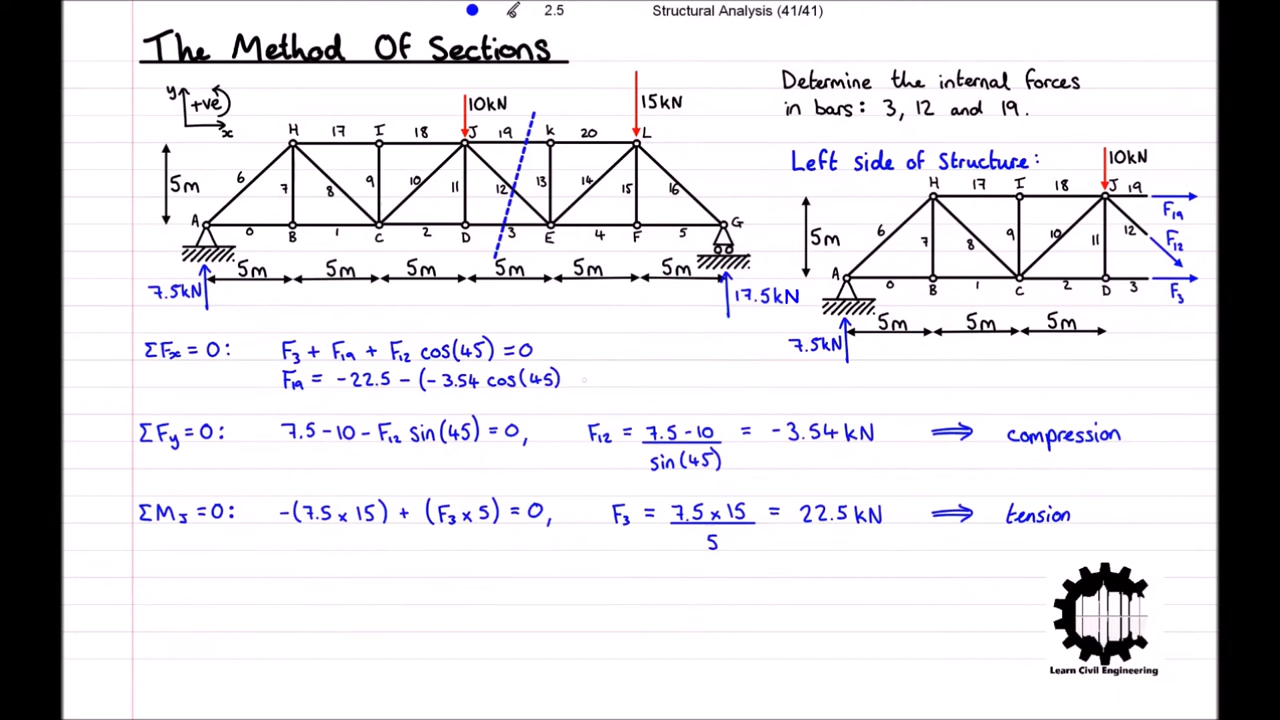 2.5 Structural Analysis (41/41)
The Method Of Sections
Determine the internal forces
in bars: 3, 12 and 19.
y +ve x
10kN 15kN
H 17 I 18 J 19 K 20 L
5m 6 7 8 9 10 11 12 13 14 15 16
A 0 B 1 C 2 D 3 E 4 F 5 G
5m 5m 5m 5m 5m 5m
7.5kN 17.5kN
Left side of Structure:
10kN
H 17 I 18 J 19 F19
5m 6 7 8 9 10 11 12 F12
A 0 B 1 C 2 D 3 F3
5m 5m 5m
7.5kN
ΣFx = 0: F3 + F19 + F12 cos(45) = 0
F19 = -22.5 - (-3.54 cos(45)
ΣFy = 0: 7.5 - 10 - F12 sin(45) = 0, F12 = 7.5 - 10 / sin(45) = -3.54 kN ⟹ compression
ΣMJ = 0: -(7.5 x 15) + (F3 x 5) = 0, F3 = 7.5 x 15 / 5 = 22.5 kN ⟹ tension
Learn Civil Engineering